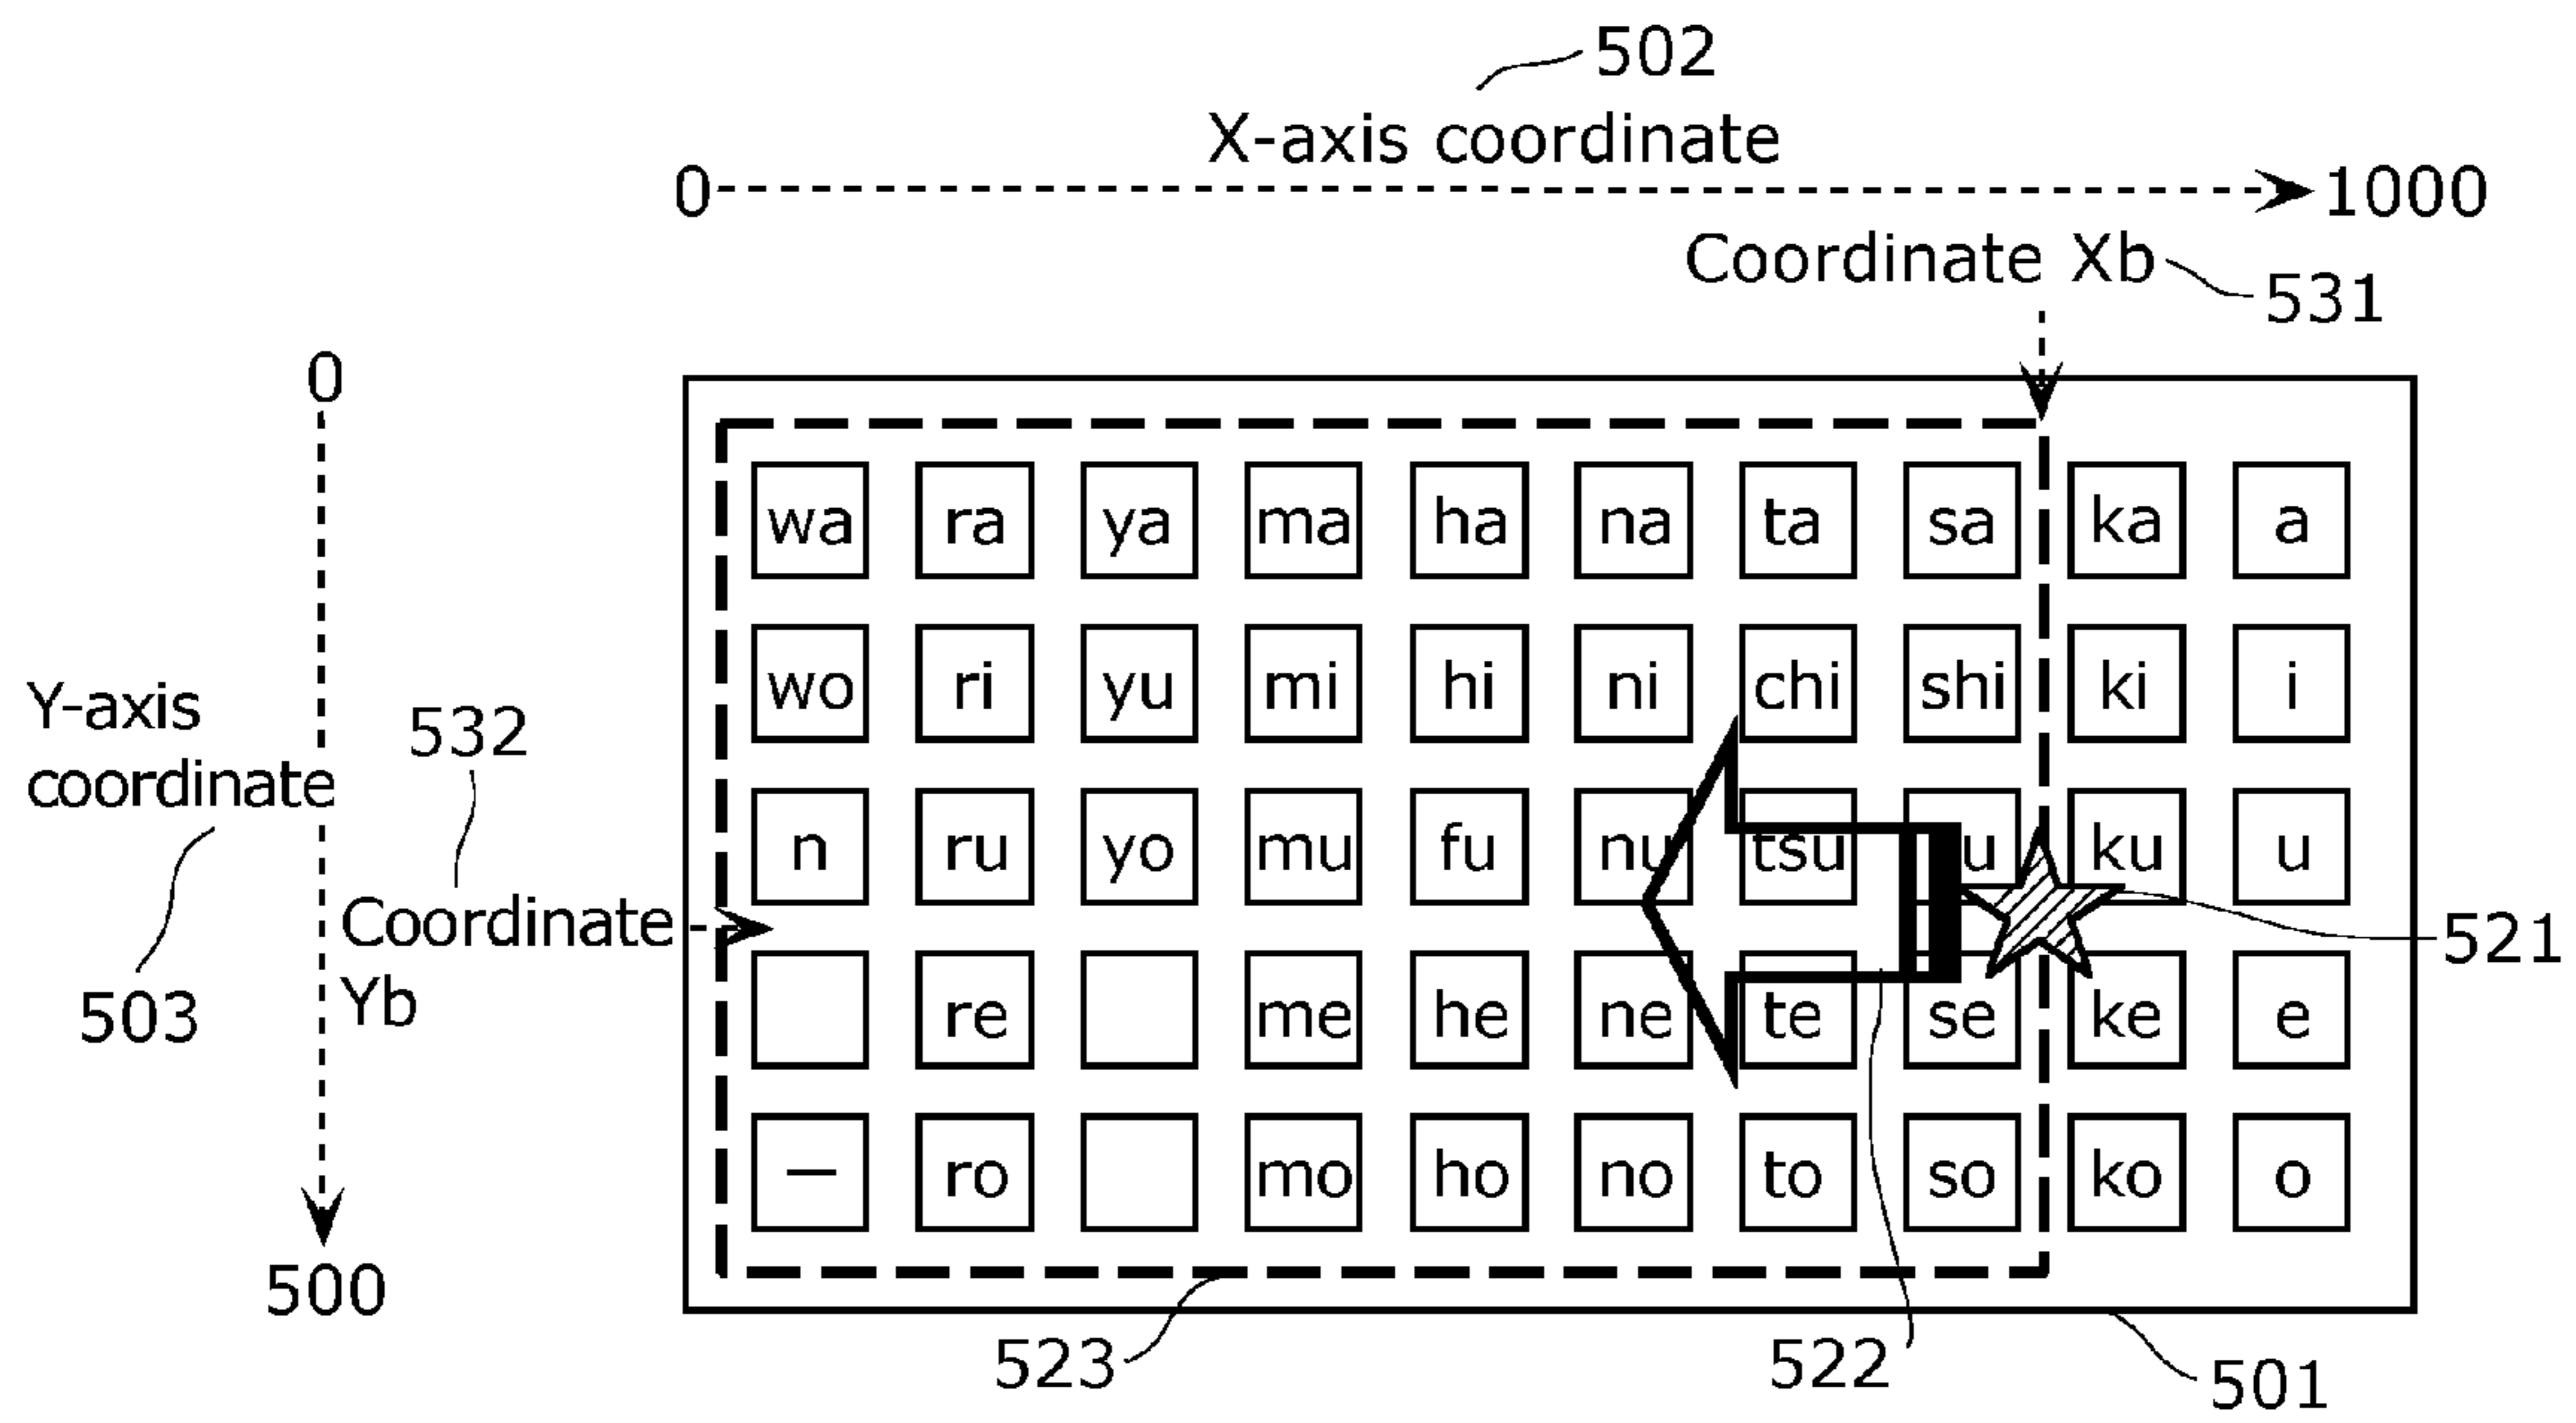 502
X-axis coordinate
0 1000
Coordinate Xb
531
0
wa ra ya ma ha na ta sa ka a
wo ri yu mi hi ni chi shi ki i
Y-axis
coordinate
532
503
n ru yo mu fu nu tsu u ku u
Coordinate
Yb
521
re me he ne te se ke e
— ro mo ho no to so ko o
500
523
522
501